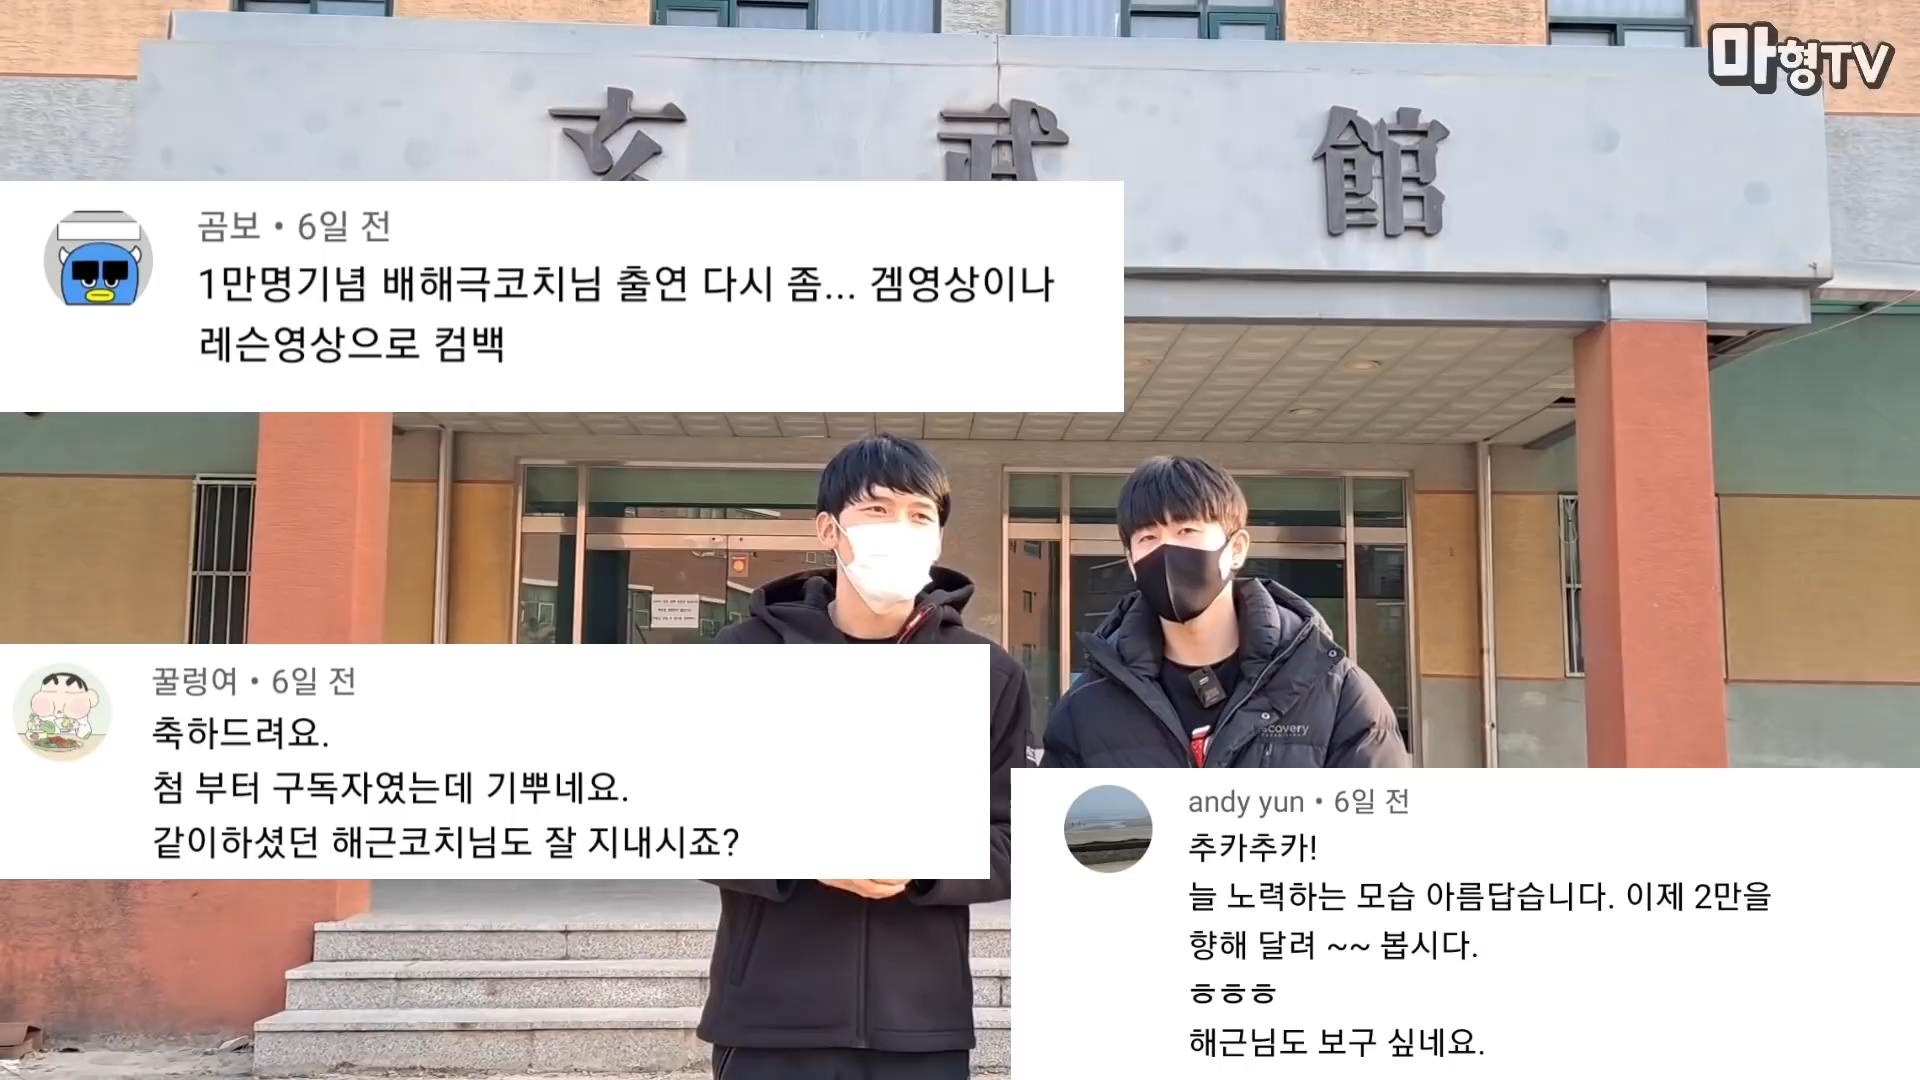 마형TV
玄武館
곰보 • 6일 전
1만명기념 배해극코치님 출연 다시 좀... 겜영상이나
레슨영상으로 컴백
꿀렁여 • 6일 전
축하드려요.
첨 부터 구독자였는데 기뿌네요.
같이하셨던 해근코치님도 잘 지내시죠?
andy yun • 6일 전
추카추카!
늘 노력하는 모습 아름답습니다. 이제 2만을
향해 달려 ~~ 봅시다.
ㅎㅎㅎ
해근님도 보구 싶네요.